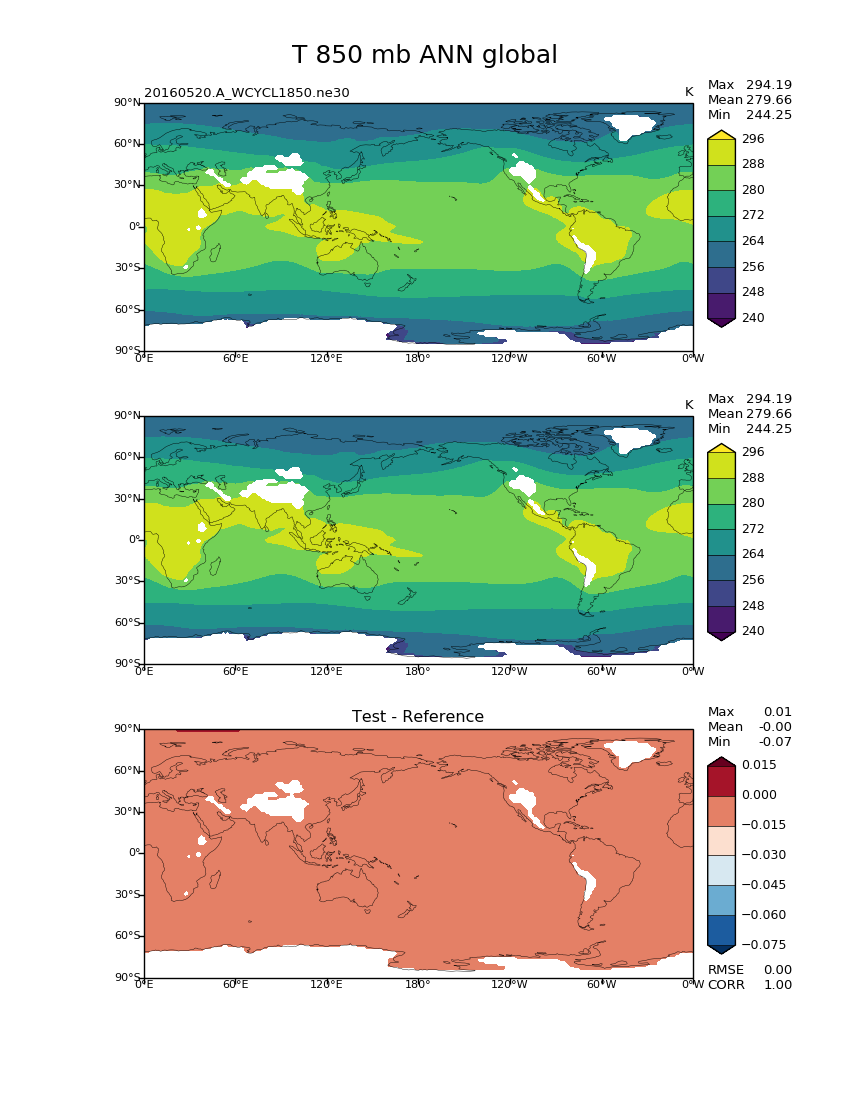 T 850 mb ANN global
20160520.A_WCYCL1850.ne30
K
Max 294.19
Mean 279.66
Min 244.25
90°N
60°N
30°N
0°
30°S
60°S
90°S
0°E 60°E 120°E 180° 120°W 60°W 0°W
296
288
280
272
264
256
248
240
K
Max 294.19
Mean 279.66
Min 244.25
90°N
60°N
30°N
0°
30°S
60°S
90°S
0°E 60°E 120°E 180° 120°W 60°W 0°W
296
288
280
272
264
256
248
240
Test - Reference
Max 0.01
Mean -0.00
Min -0.07
90°N
60°N
30°N
0°
30°S
60°S
90°S
0°E 60°E 120°E 180° 120°W 60°W 0°W
0.015
0.000
−0.015
−0.030
−0.045
−0.060
−0.075
RMSE 0.00
CORR 1.00